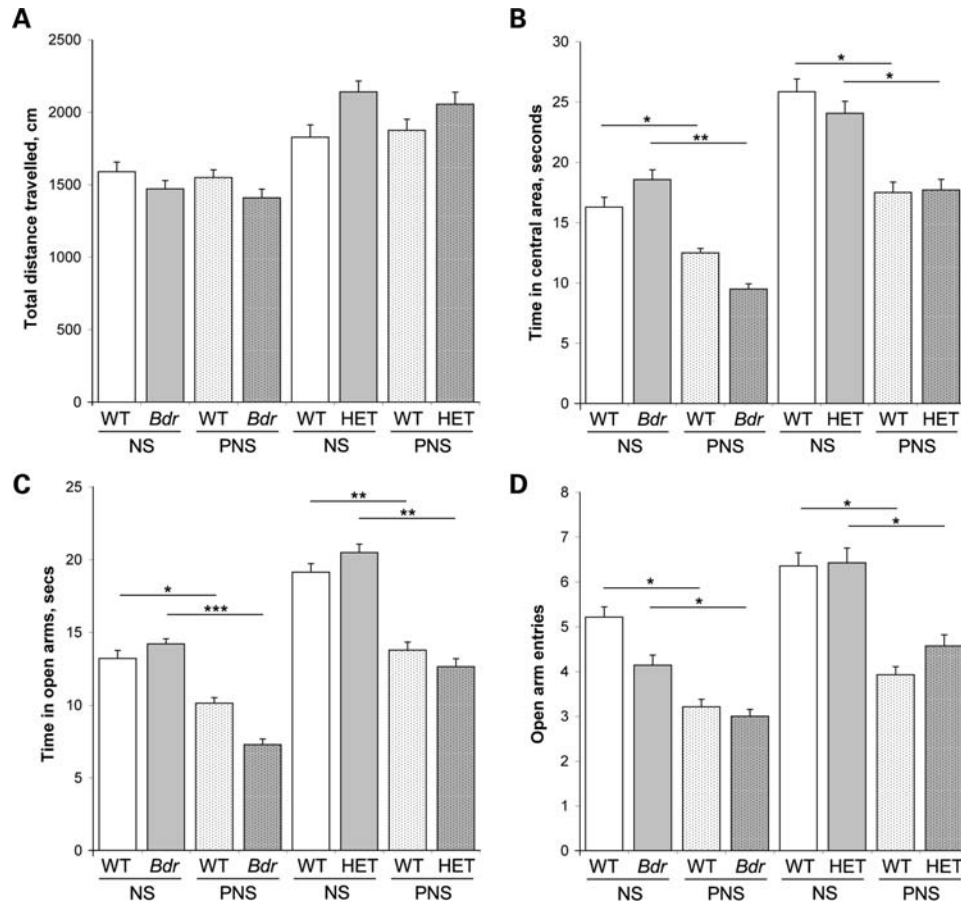 A
Total distance travelled, cm
2500
2000
1500
1000
500
0
WT Bdr WT Bdr WT HET WT HET
NS PNS NS PNS
B
Time in central area, seconds
30
25
20
15
10
5
0
* ** * *
WT Bdr WT Bdr WT HET WT HET
NS PNS NS PNS
C
Time in open arms, secs
25
20
15
10
5
0
* *** ** **
WT Bdr WT Bdr WT HET WT HET
NS PNS NS PNS
D
Open arm entries
8
7
6
5
4
3
2
1
0
* * * *
WT Bdr WT Bdr WT HET WT HET
NS PNS NS PNS